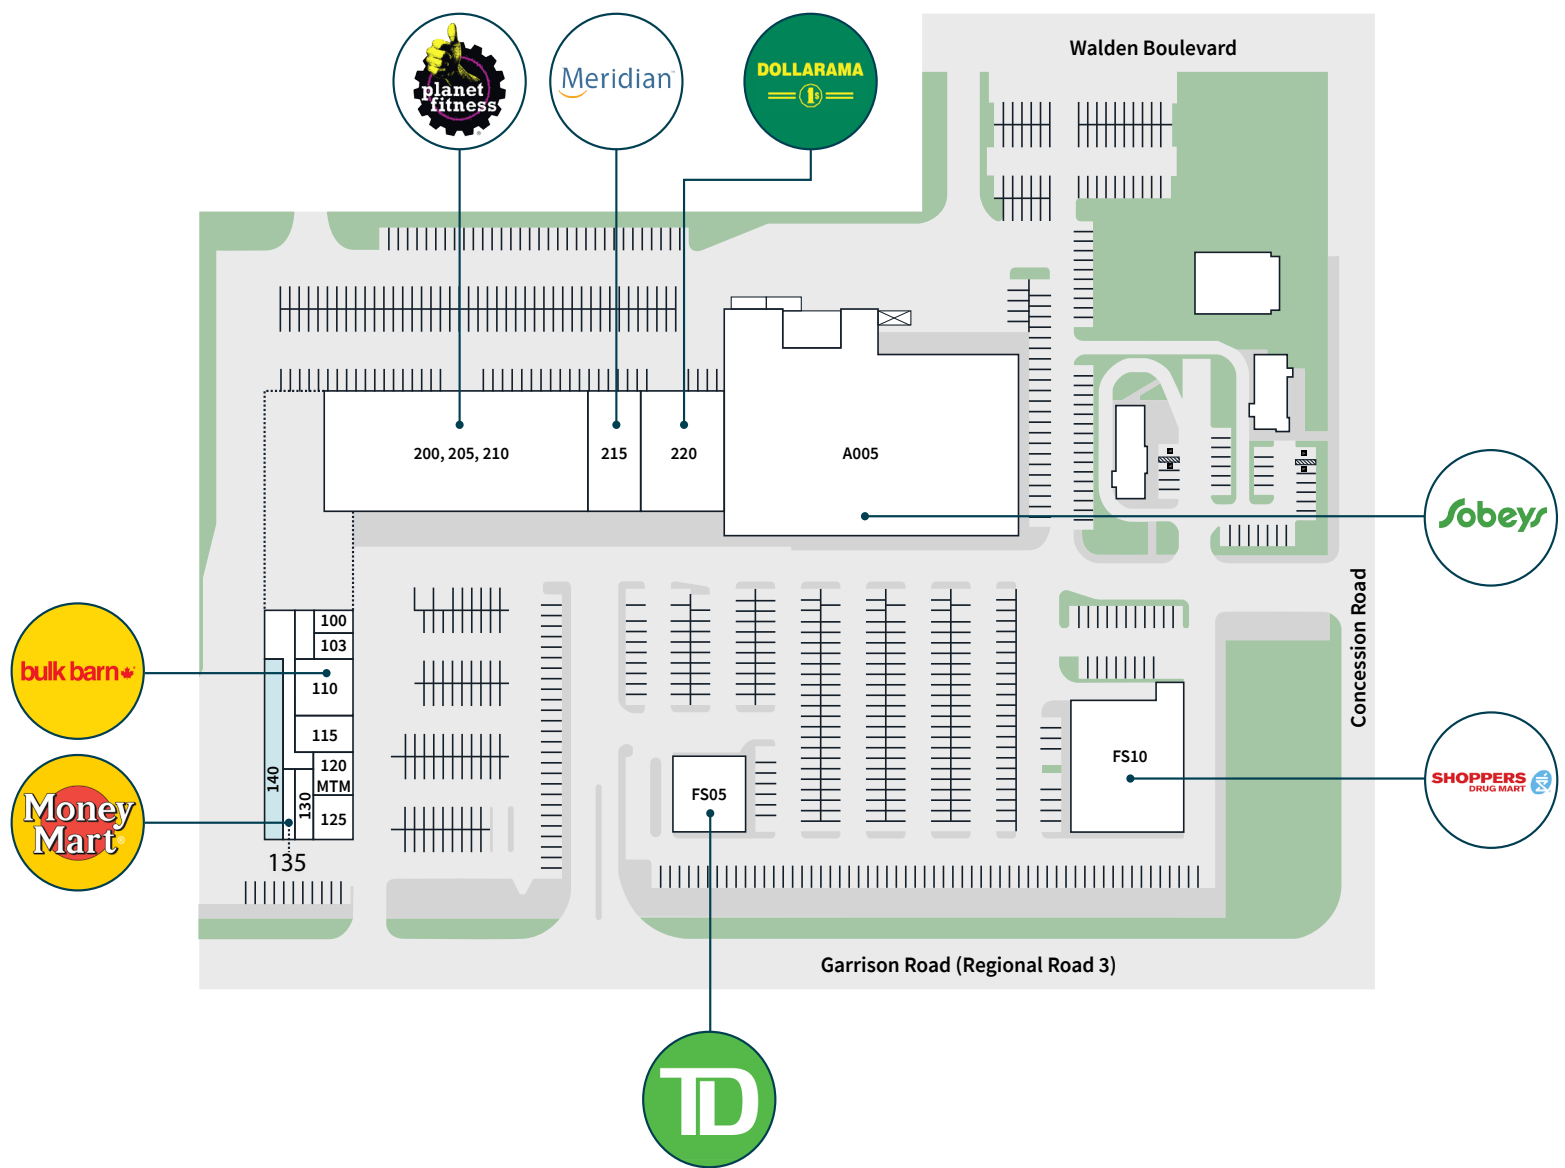 Walden Boulevard
planet
fitness
Meridian
DOLLARAMA
1$
200, 205, 210
215
220
A005
Sobeys
Concession Road
100
103
bulk barn
110
115
120
MTM
140
130
125
Money
Mart
135
FS05
FS10
SHOPPERS
DRUG MART
Garrison Road (Regional Road 3)
TD